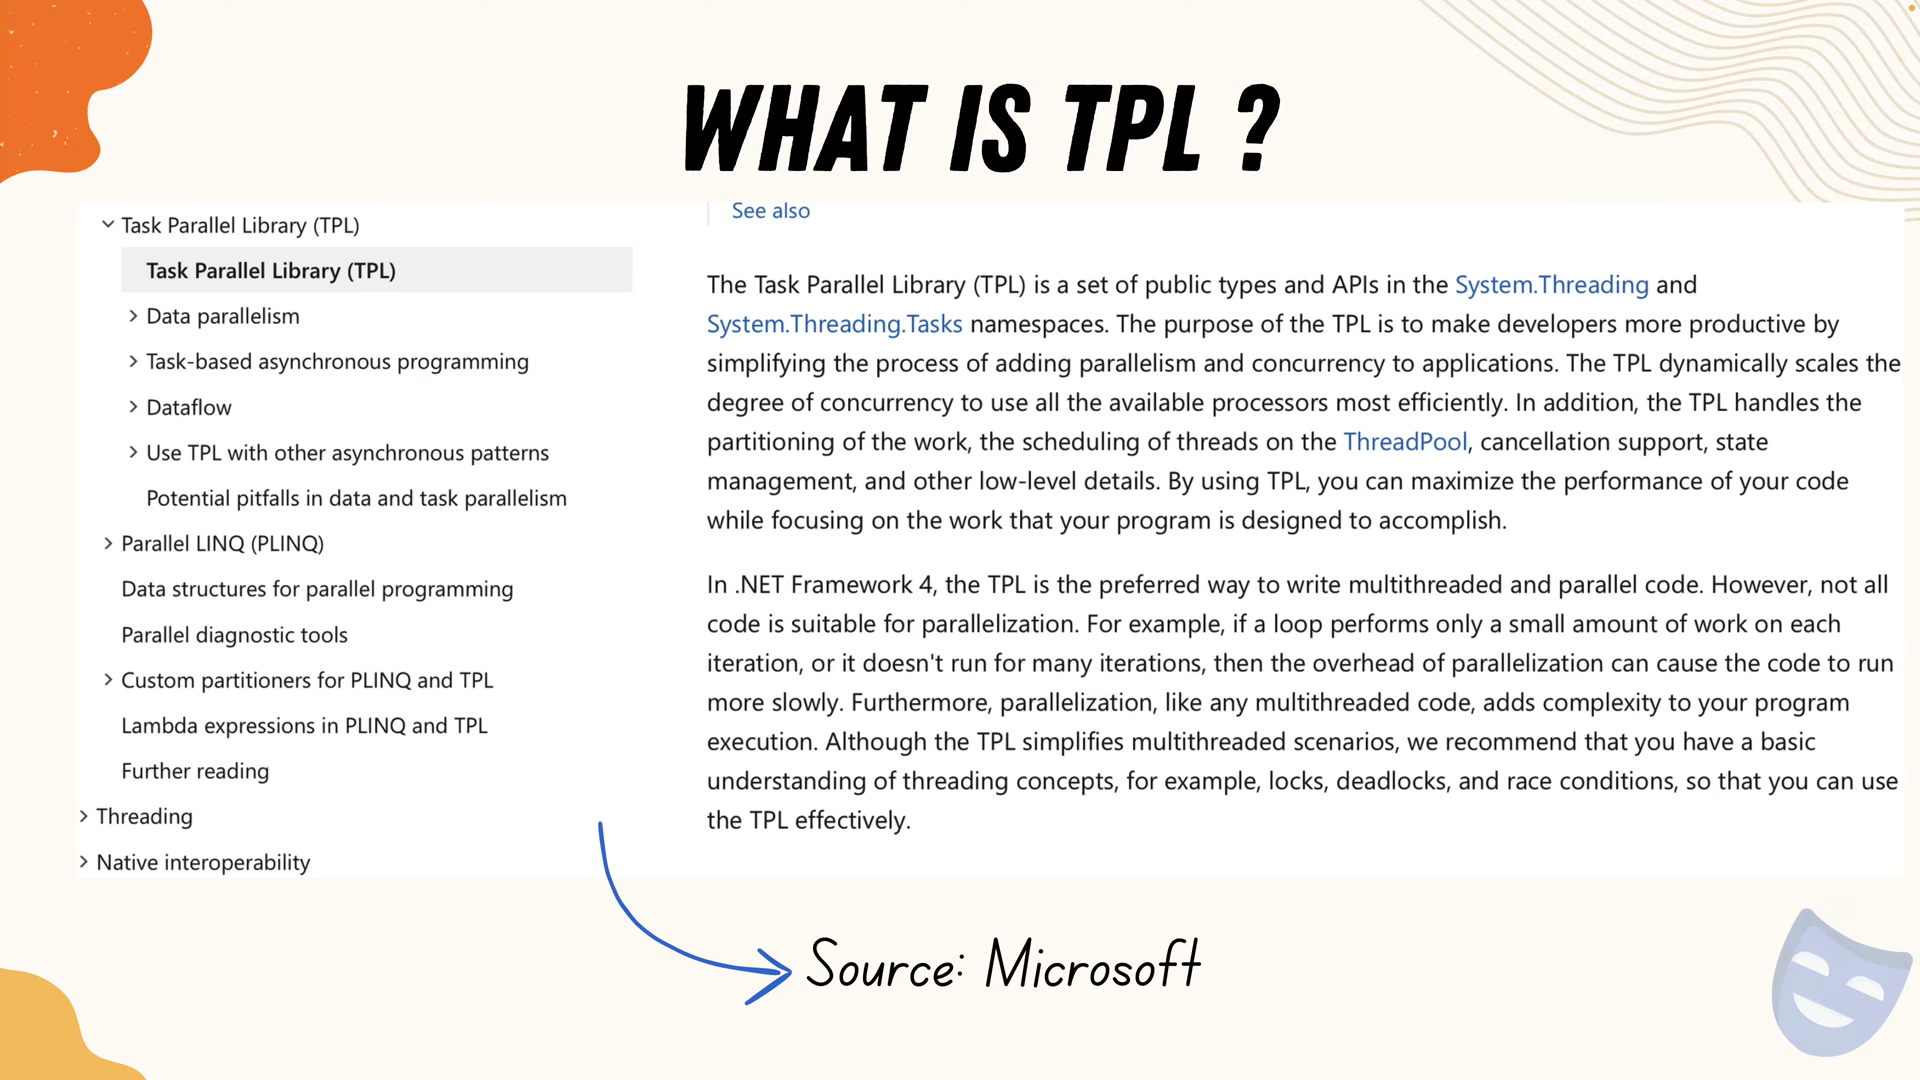 WHAT IS TPL ?
Task Parallel Library (TPL)
Task Parallel Library (TPL)
Data parallelism
Task-based asynchronous programming
Dataflow
Use TPL with other asynchronous patterns
Potential pitfalls in data and task parallelism
Parallel LINQ (PLINQ)
Data structures for parallel programming
Parallel diagnostic tools
Custom partitioners for PLINQ and TPL
Lambda expressions in PLINQ and TPL
Further reading
Threading
Native interoperability
See also
The Task Parallel Library (TPL) is a set of public types and APIs in the System.Threading and
System.Threading.Tasks namespaces. The purpose of the TPL is to make developers more productive by
simplifying the process of adding parallelism and concurrency to applications. The TPL dynamically scales the
degree of concurrency to use all the available processors most efficiently. In addition, the TPL handles the
partitioning of the work, the scheduling of threads on the ThreadPool, cancellation support, state
management, and other low-level details. By using TPL, you can maximize the performance of your code
while focusing on the work that your program is designed to accomplish.
In .NET Framework 4, the TPL is the preferred way to write multithreaded and parallel code. However, not all
code is suitable for parallelization. For example, if a loop performs only a small amount of work on each
iteration, or it doesn't run for many iterations, then the overhead of parallelization can cause the code to run
more slowly. Furthermore, parallelization, like any multithreaded code, adds complexity to your program
execution. Although the TPL simplifies multithreaded scenarios, we recommend that you have a basic
understanding of threading concepts, for example, locks, deadlocks, and race conditions, so that you can use
the TPL effectively.
Source: Microsoft